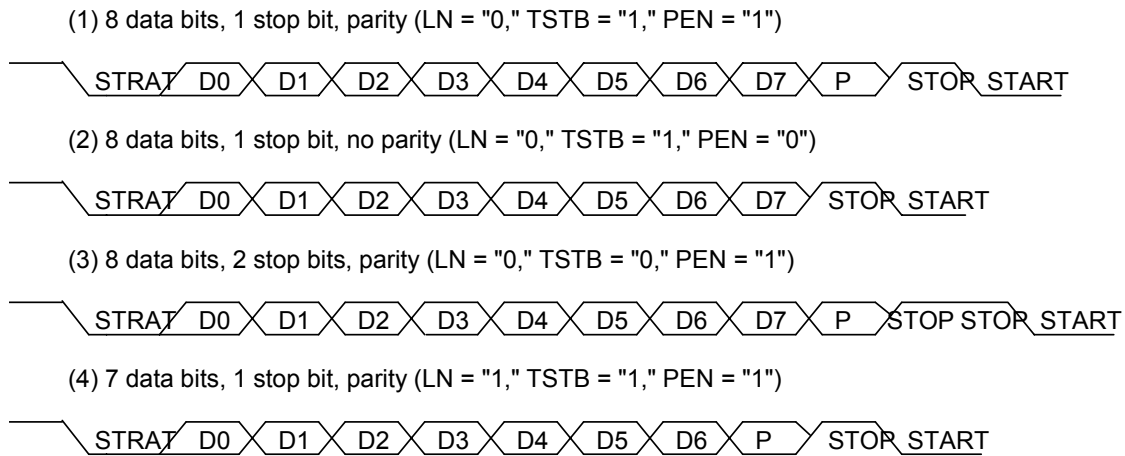 (1) 8 data bits, 1 stop bit, parity (LN = "0," TSTB = "1," PEN = "1")
STRAT D0 D1 D2 D3 D4 D5 D6 D7 P STOP START
(2) 8 data bits, 1 stop bit, no parity (LN = "0," TSTB = "1," PEN = "0")
STRAT D0 D1 D2 D3 D4 D5 D6 D7 STOP START
(3) 8 data bits, 2 stop bits, parity (LN = "0," TSTB = "0," PEN = "1")
STRAT D0 D1 D2 D3 D4 D5 D6 D7 P STOP STOP START
(4) 7 data bits, 1 stop bit, parity (LN = "1," TSTB = "1," PEN = "1")
STRAT D0 D1 D2 D3 D4 D5 D6 P STOP START